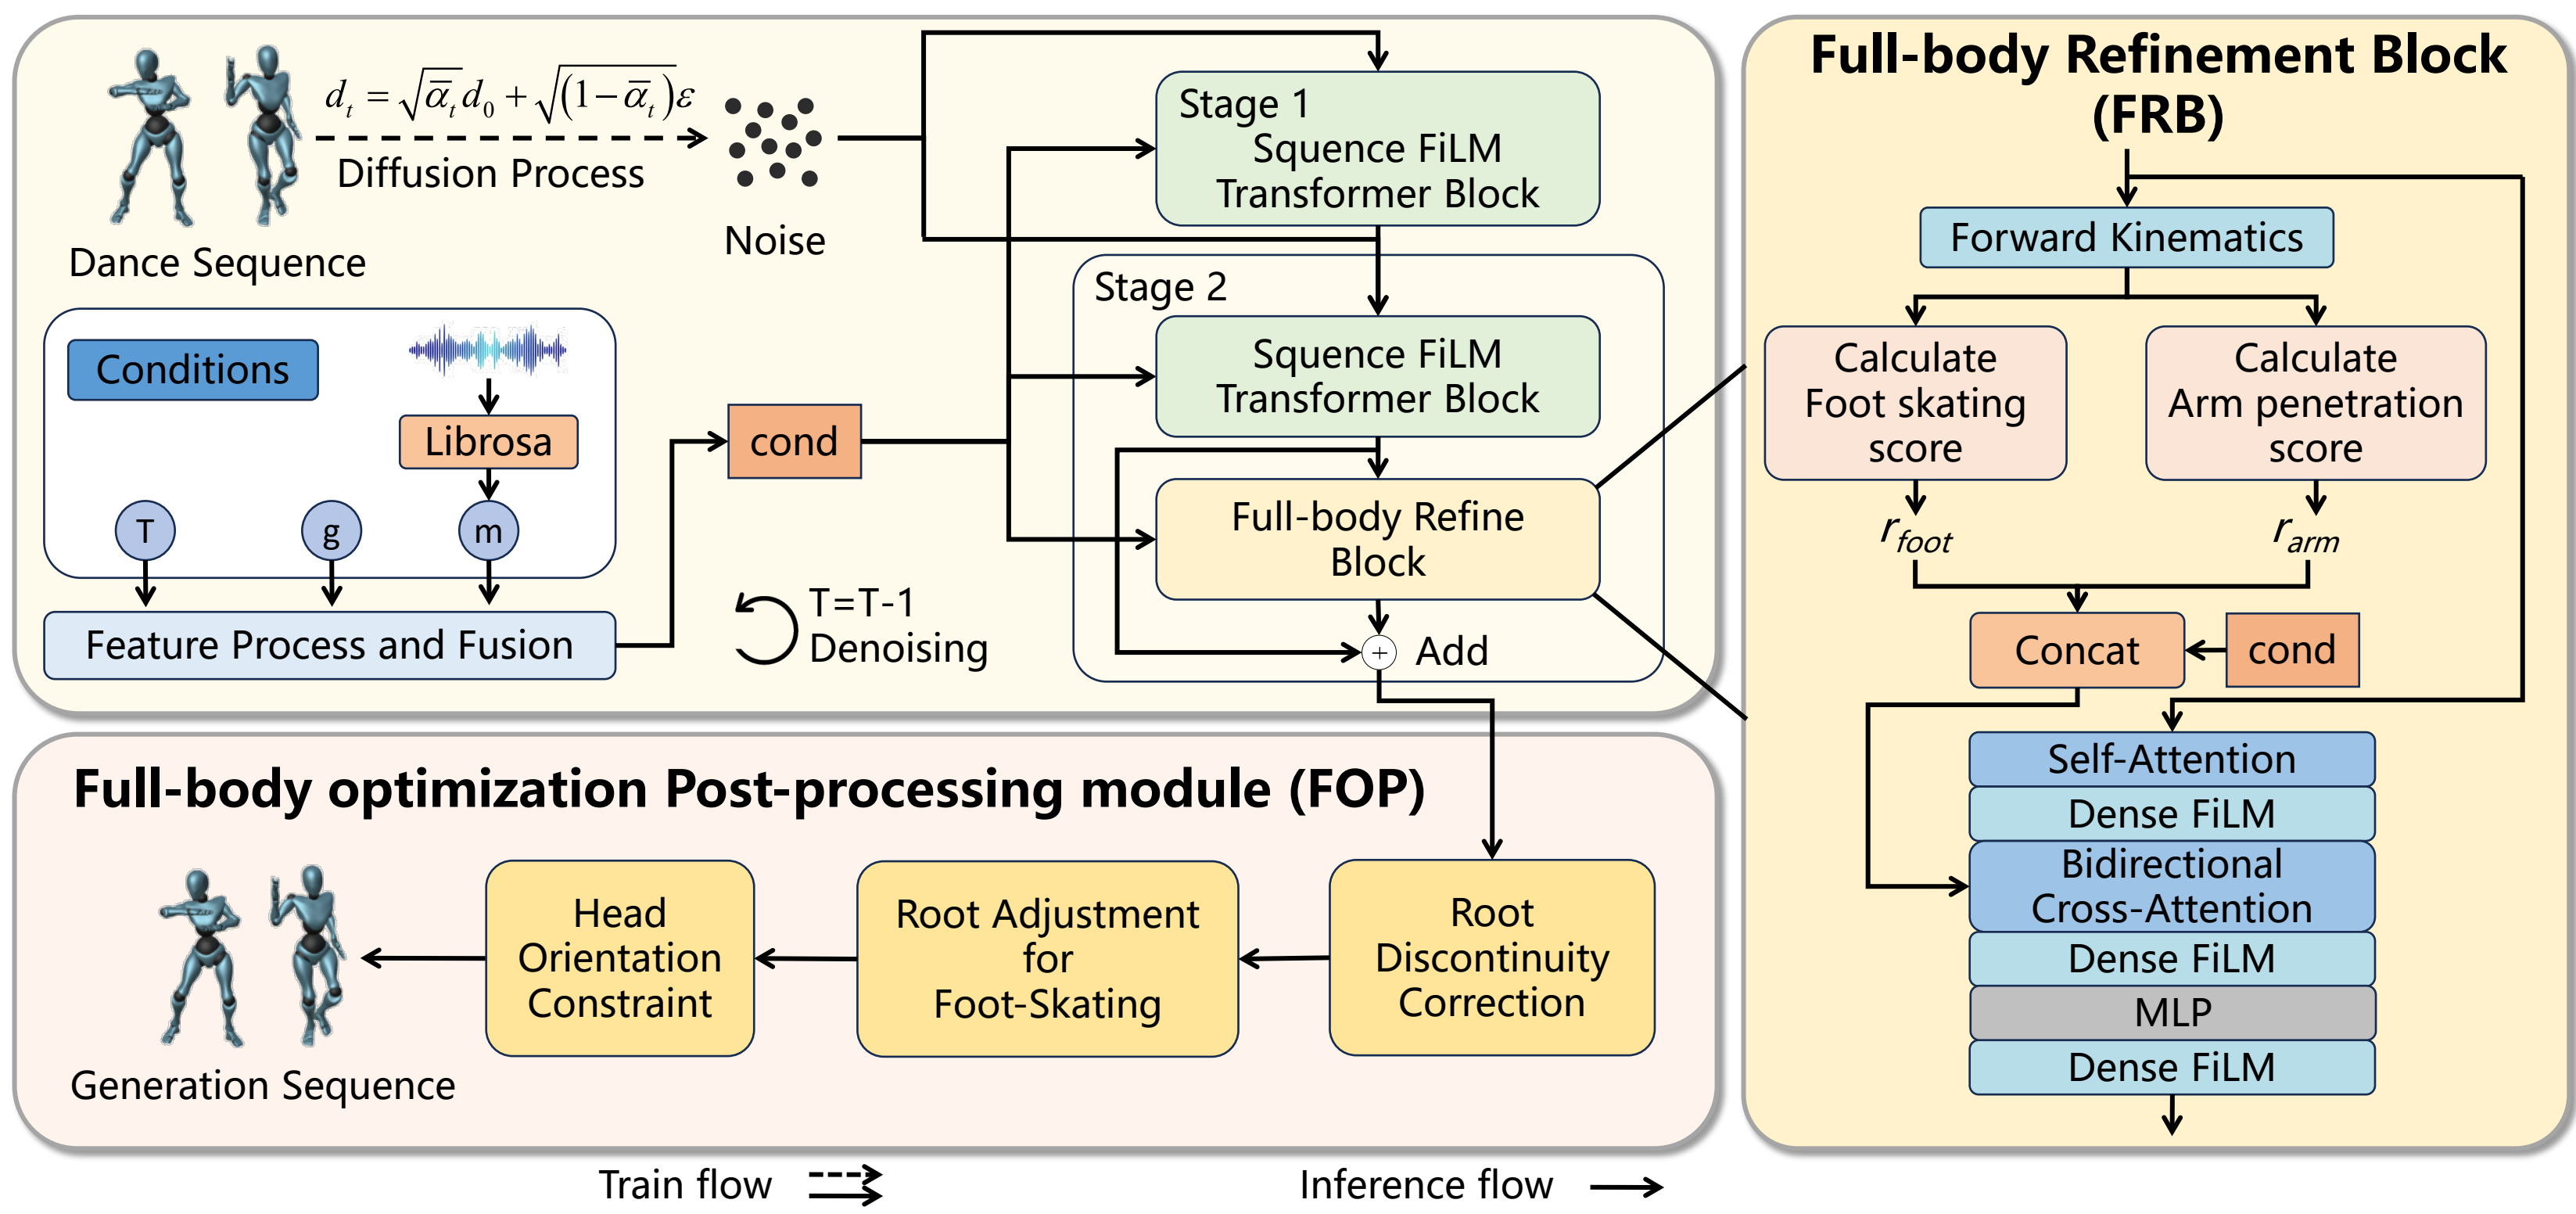 d_t = √ᾱ_t d_0 + √(1−ᾱ_t) ε
Diffusion Process
Dance Sequence
Noise
Stage 1
Squence FiLM
Transformer Block
Stage 2
Squence FiLM
Transformer Block
Full-body Refine
Block
+
Add
Conditions
Librosa
T
g
m
Feature Process and Fusion
cond
T=T-1
Denoising
Full-body optimization Post-processing module (FOP)
Root
Discontinuity
Correction
Root Adjustment
for
Foot-Skating
Head
Orientation
Constraint
Generation Sequence
Full-body Refinement Block
(FRB)
Forward Kinematics
Calculate
Foot skating
score
Calculate
Arm penetration
score
r_foot
r_arm
Concat
cond
Self-Attention
Dense FiLM
Bidirectional
Cross-Attention
Dense FiLM
MLP
Dense FiLM
Train flow
Inference flow